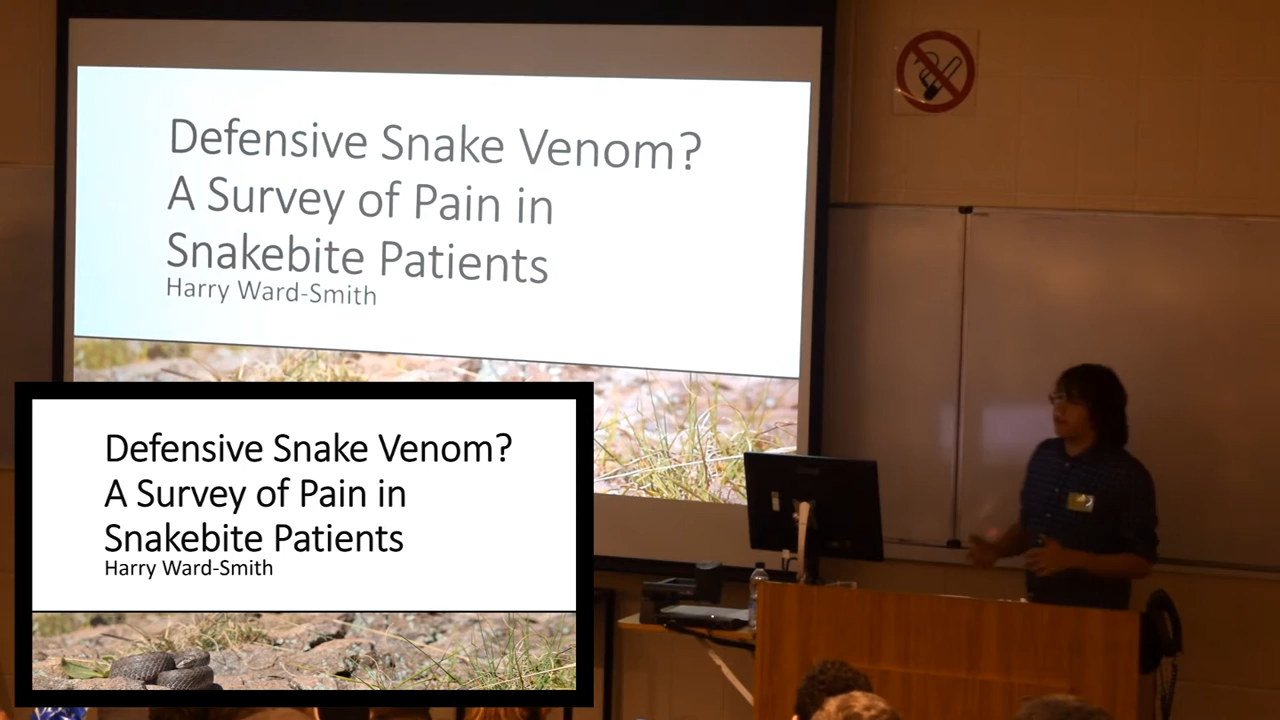 Defensive Snake Venom?
A Survey of Pain in
Snakebite Patients
Harry Ward-Smith
Defensive Snake Venom?
A Survey of Pain in
Snakebite Patients
Harry Ward-Smith